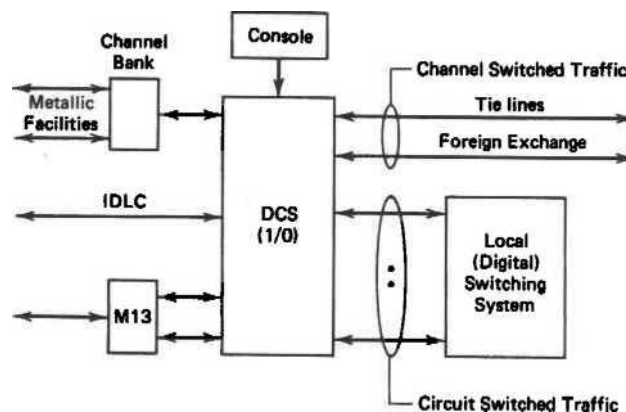 Console
Channel
Bank
Channel Switched Traffic
Metallic
Facilities
Tie lines
Foreign Exchange
IDLC
DCS
(1/0)
Local
(Digital)
Switching
System
M13
Circuit Switched Traffic